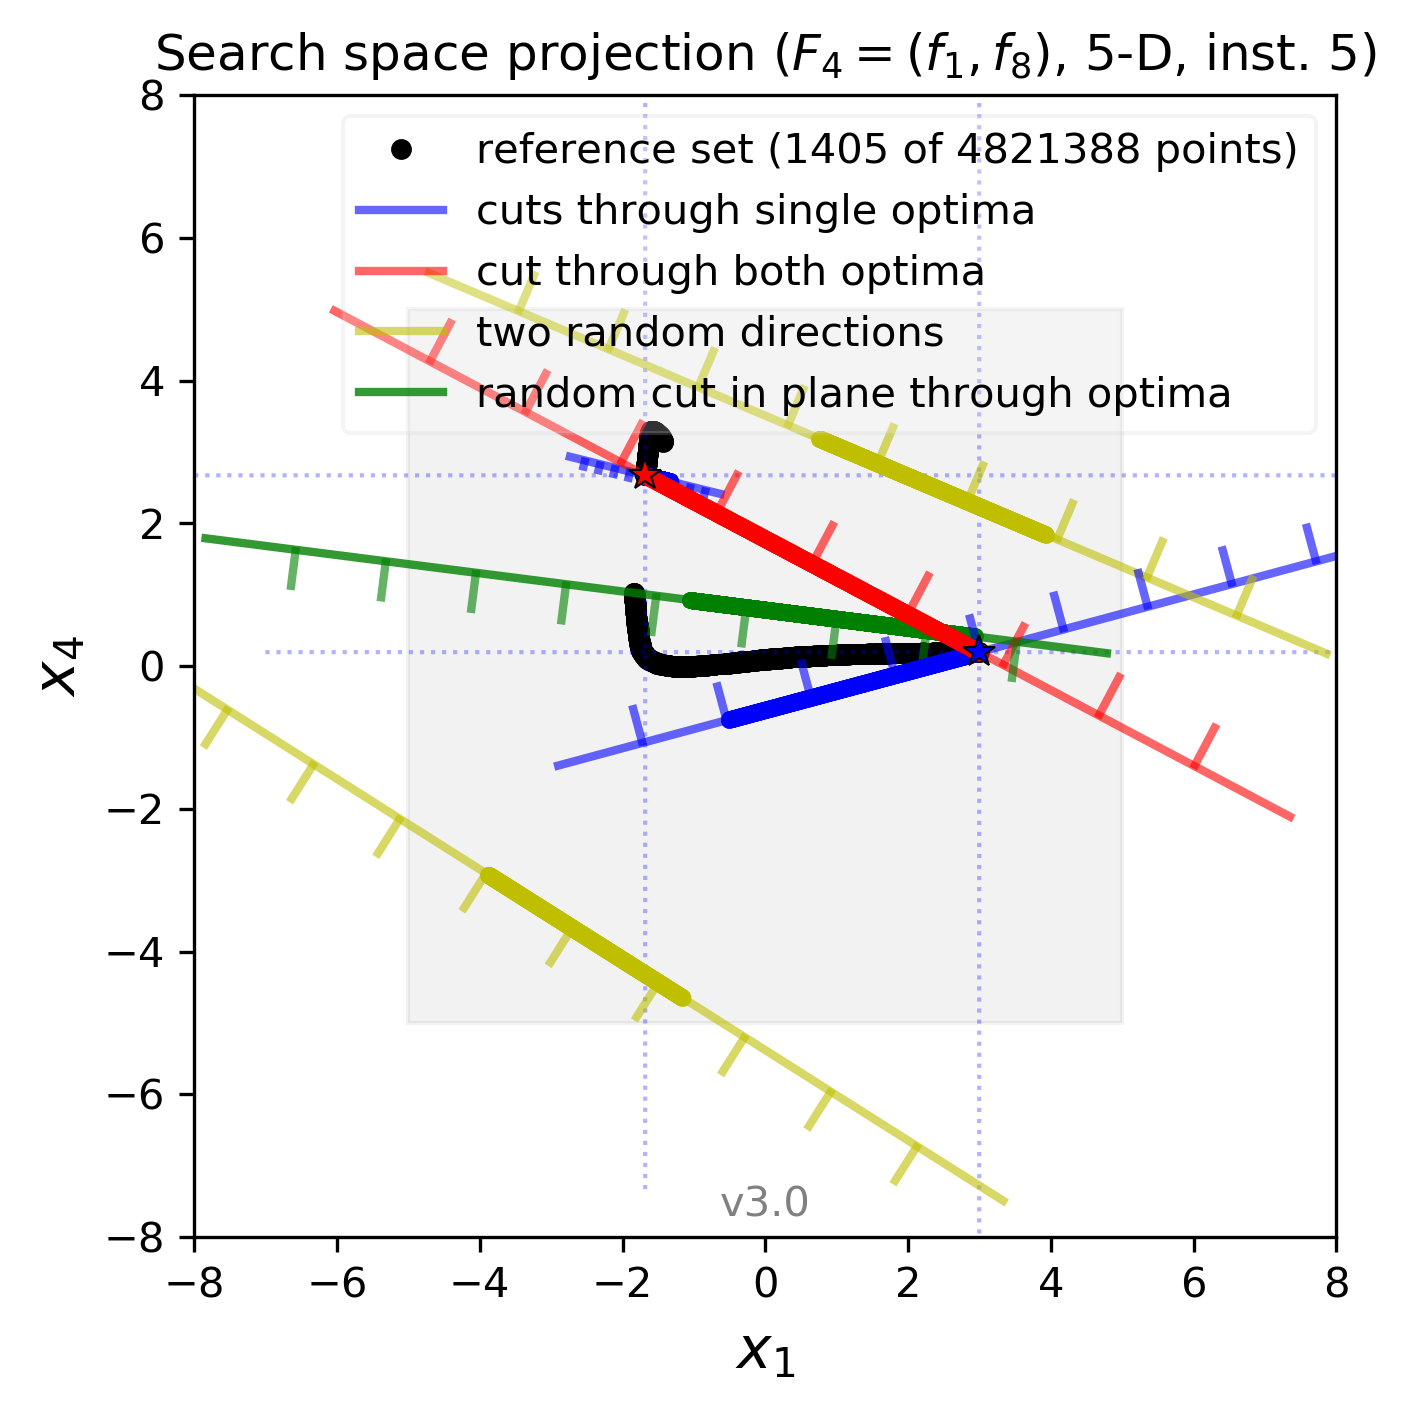 Search space projection (F₄ = (f₁, f₈), 5-D, inst. 5)
reference set (1405 of 4821388 points)
cuts through single optima
cut through both optima
two random directions
random cut in plane through optima
8
6
4
2
0
−2
−4
−6
−8
x₄
v3.0
−8 −6 −4 −2 0 2 4 6 8
x₁